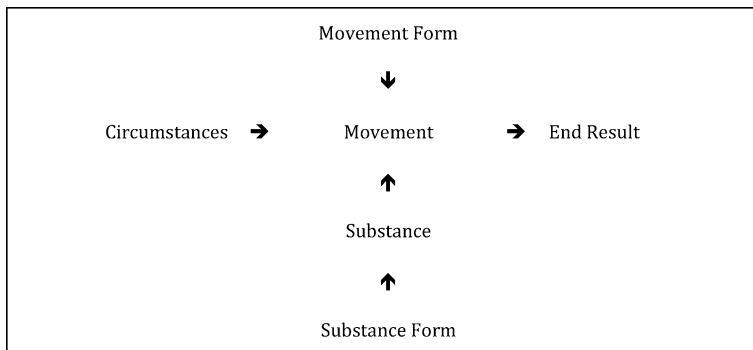 Movement Form
Circumstances → Movement → End Result
Substance
Substance Form